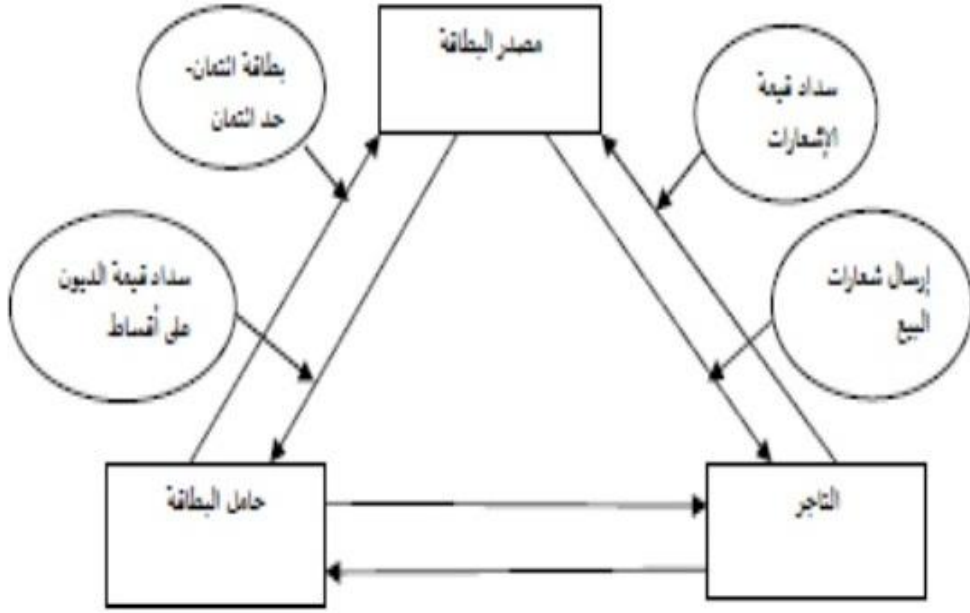 مصدر البطاقة
بطاقة ائتمان-
حد ائتمان
سداد قيمة
الإشعارات
سداد قيمة الديون
على أقساط
إرسال شعارات
البيع
حامل البطاقة
التاجر